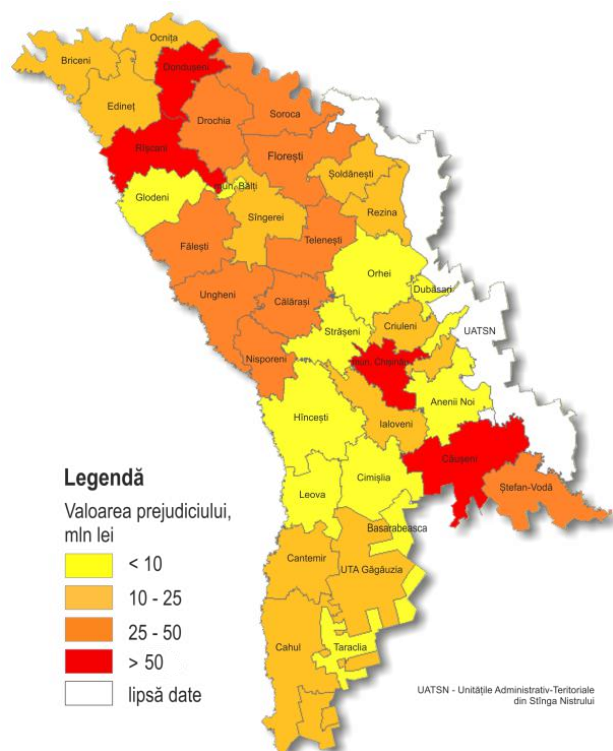 Ocnița
Briceni
Dondușeni
Edineț
Soroca
Drochia
Rîșcani
Florești
Șoldănești
mun. Bălți
Glodeni
Sîngerei
Rezina
Telenești
Fălești
Orhei
Dubăsari
Ungheni
Călărași
Criuleni
UATSN
Strășeni
Nisporeni
mun. Chișinău
Anenii Noi
Hîncești
Ialoveni
Căușeni
Ștefan-Vodă
Cimișlia
Leova
Basarabeasca
Cantemir
UTA Găgăuzia
Cahul
Taraclia
Legendă
Valoarea prejudiciului,
mln lei
< 10
10 - 25
25 - 50
> 50
lipsă date
UATSN - Unitățile Administrativ-Teritoriale
din Stînga Nistrului